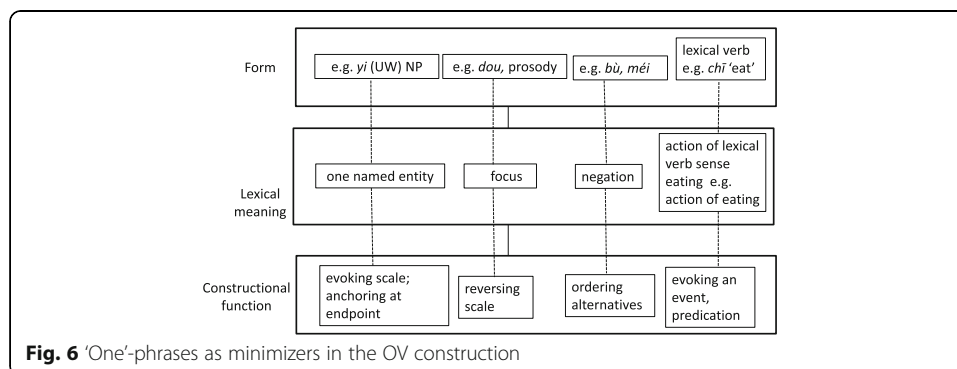 Form
e.g. yi (UW) NP
e.g. dou, prosody
e.g. bù, méi
lexical verb
e.g. chī ‘eat’
Lexical
meaning
one named entity
focus
negation
action of lexical
verb sense
eating e.g.
action of eating
Constructional
function
evoking scale;
anchoring at
endpoint
reversing
scale
ordering
alternatives
evoking an
event,
predication
Fig. 6 ‘One’-phrases as minimizers in the OV construction